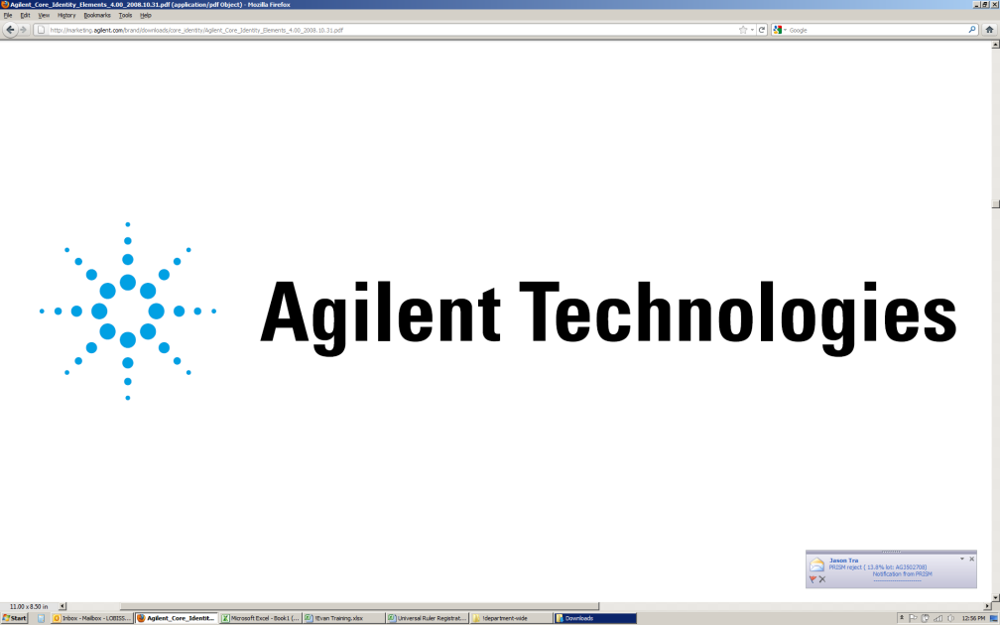 Agilent_Core_Identity_Elements_4.00_2008.10.31.pdf (application/pdf Object) - Mozilla Firefox
File Edit View History Bookmarks Tools Help
http://marketing.agilent.com/brand/downloads/core_identity/Agilent_Core_Identity_Elements_4.00_2008.10.31.pdf
Google
Agilent Technologies
Jason Tra
PRISM reject ( 13.8% lot: AG3S02708)
Notification from PRISM
11.00 x 8.50 in
Start
Inbox - Mailbox - LOBISS...
Agilent_Core_Identit...
Microsoft Excel - Book1 (...
!Evan Training.xlsx
Universal Ruler Registrat...
!department-wide
Downloads
12:56 PM